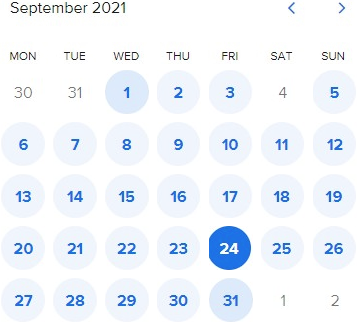 September 2021
MON TUE WED THU FRI SAT SUN
30 31 1 2 3 4 5
6 7 8 9 10 11 12
13 14 15 16 17 18 19
20 21 22 23 24 25 26
27 28 29 30 31 1 2